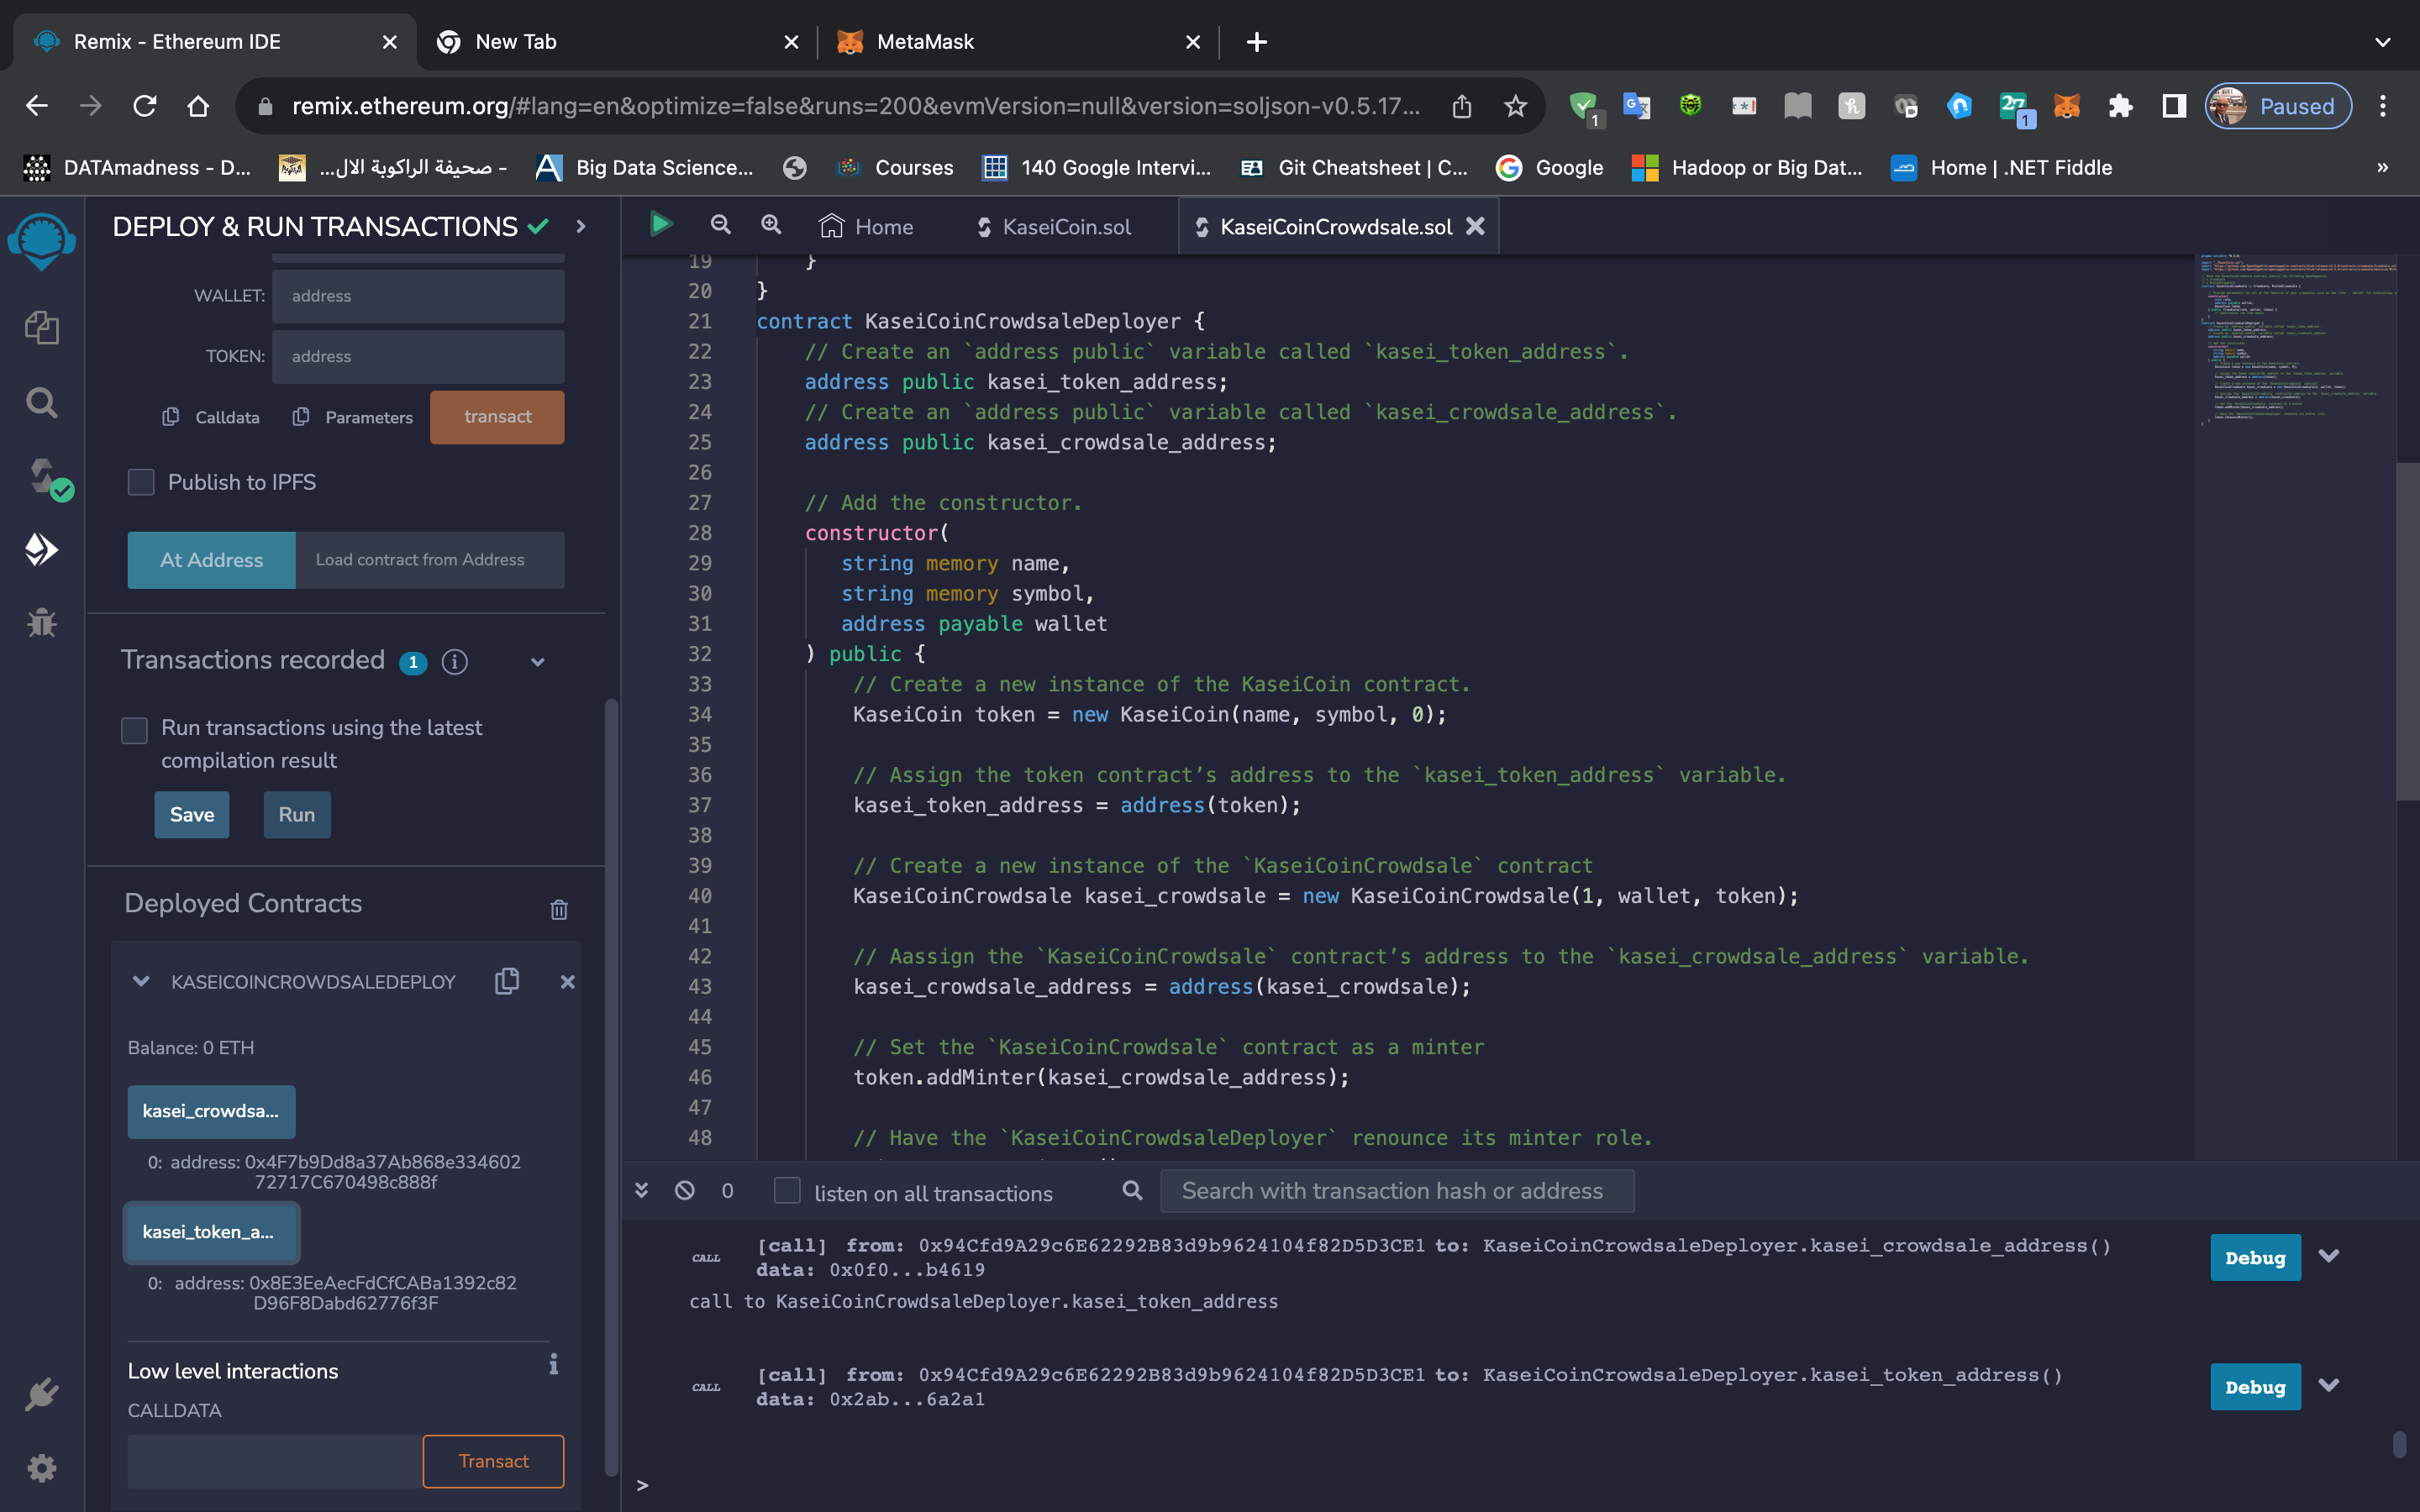 Remix - Ethereum IDE
New Tab
MetaMask
remix.ethereum.org/#lang=en&optimize=false&runs=200&evmVersion=null&version=soljson-v0.5.17...
1
27
1
Paused
DATAmadness - D...
صحيفة الراكوبة الال... -
Big Data Science...
Courses
140 Google Intervi...
Git Cheatsheet | C...
Google
Hadoop or Big Dat...
Home | .NET Fiddle
»
DEPLOY & RUN TRANSACTIONS
WALLET: address
TOKEN: address
Calldata
Parameters
transact
Publish to IPFS
At Address
Load contract from Address
Transactions recorded 1 i
Run transactions using the latest
compilation result
Save
Run
Deployed Contracts
KASEICOINCROWDSALEDEPLOY
Balance: 0 ETH
kasei_crowdsa...
0: address: 0x4F7b9Dd8a37Ab868e334602
72717C670498c888f
kasei_token_a...
0: address: 0x8E3EeAecFdCfCABa1392c82
D96F8Dabd62776f3F
Low level interactions
i
CALLDATA
Transact
Home
KaseiCoin.sol
KaseiCoinCrowdsale.sol
19 }
20 }
21 contract KaseiCoinCrowdsaleDeployer {
22 // Create an `address public` variable called `kasei_token_address`.
23 address public kasei_token_address;
24 // Create an `address public` variable called `kasei_crowdsale_address`.
25 address public kasei_crowdsale_address;
26
27 // Add the constructor.
28 constructor(
29 string memory name,
30 string memory symbol,
31 address payable wallet
32 ) public {
33 // Create a new instance of the KaseiCoin contract.
34 KaseiCoin token = new KaseiCoin(name, symbol, 0);
35
36 // Assign the token contract’s address to the `kasei_token_address` variable.
37 kasei_token_address = address(token);
38
39 // Create a new instance of the `KaseiCoinCrowdsale` contract
40 KaseiCoinCrowdsale kasei_crowdsale = new KaseiCoinCrowdsale(1, wallet, token);
41
42 // Aassign the `KaseiCoinCrowdsale` contract’s address to the `kasei_crowdsale_address` variable.
43 kasei_crowdsale_address = address(kasei_crowdsale);
44
45 // Set the `KaseiCoinCrowdsale` contract as a minter
46 token.addMinter(kasei_crowdsale_address);
47
48 // Have the `KaseiCoinCrowdsaleDeployer` renounce its minter role.
0
listen on all transactions
Search with transaction hash or address
CALL [call] from: 0x94Cfd9A29c6E62292B83d9b9624104f82D5D3CE1 to: KaseiCoinCrowdsaleDeployer.kasei_crowdsale_address()
data: 0x0f0...b4619
Debug
call to KaseiCoinCrowdsaleDeployer.kasei_token_address
CALL [call] from: 0x94Cfd9A29c6E62292B83d9b9624104f82D5D3CE1 to: KaseiCoinCrowdsaleDeployer.kasei_token_address()
data: 0x2ab...6a2a1
Debug
>